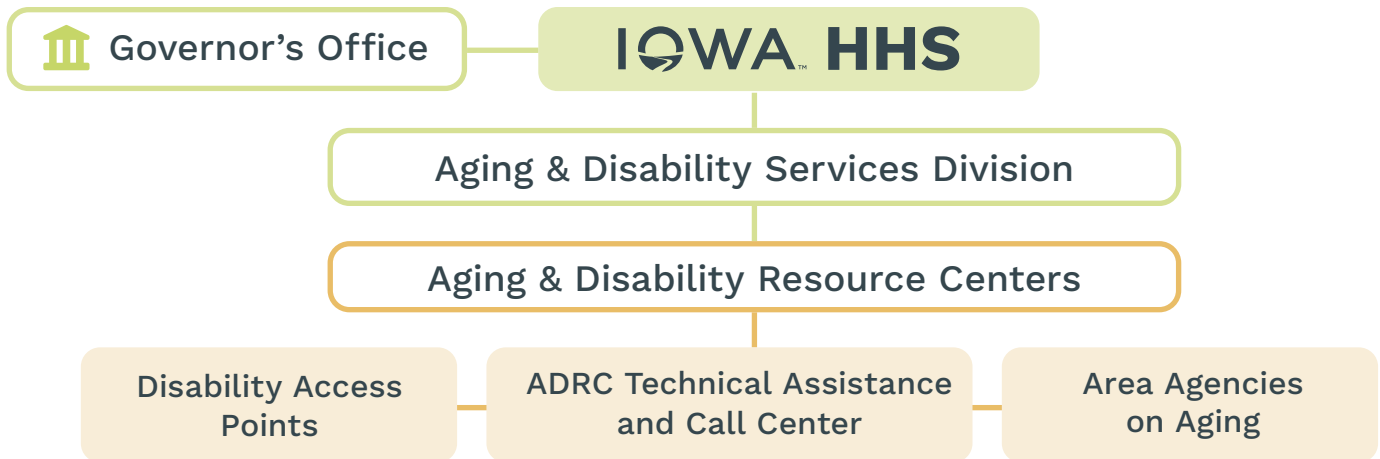 Governor’s Office
IOWA™ HHS
Aging & Disability Services Division
Aging & Disability Resource Centers
Disability Access
Points
ADRC Technical Assistance
and Call Center
Area Agencies
on Aging